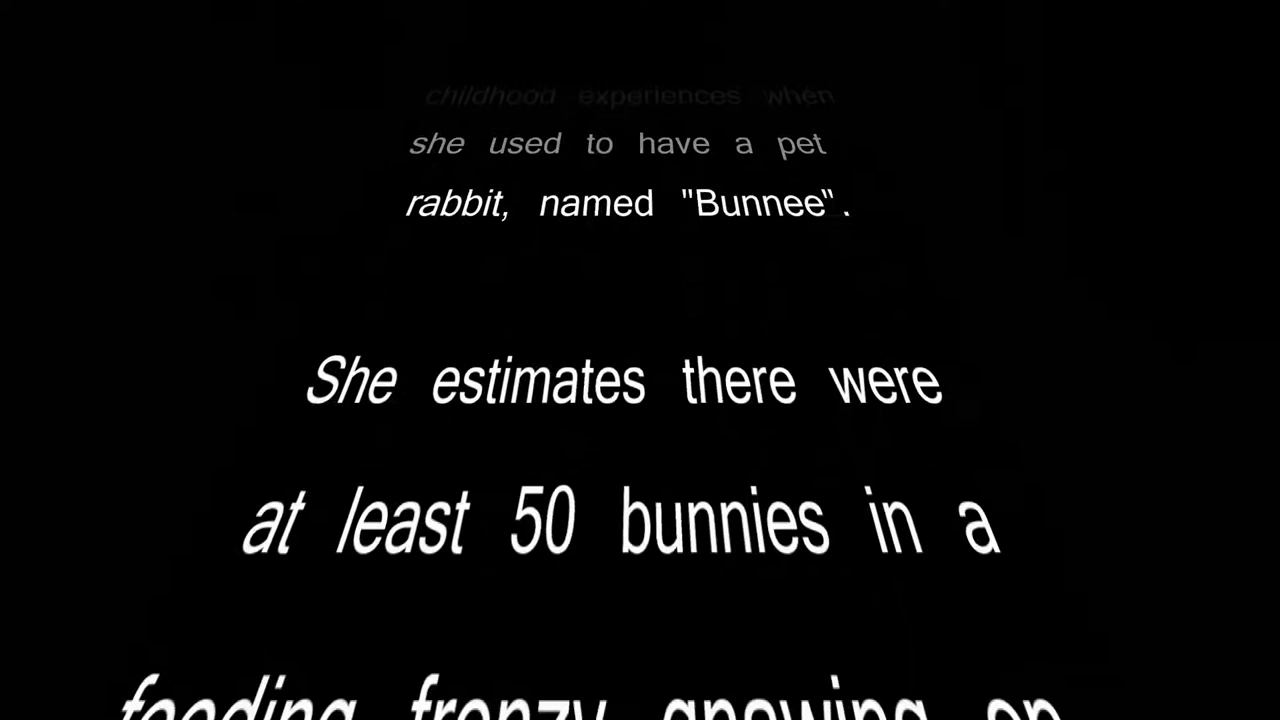 childhood experiences when
she used to have a pet
rabbit, named "Bunnee".
She estimates there were
at least 50 bunnies in a
feeding frenzy gnawing on